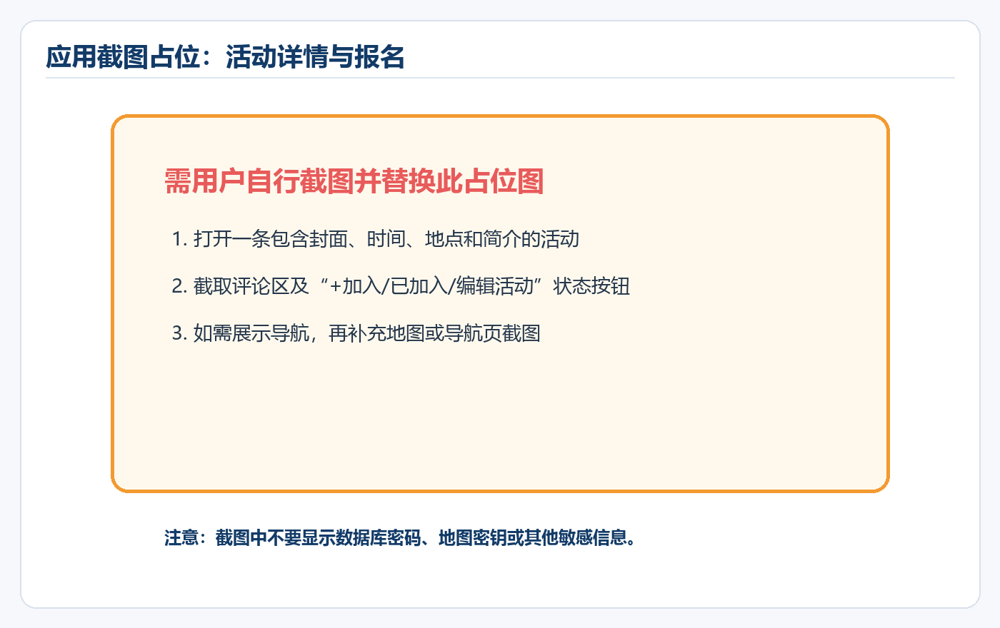 应用截图占位：活动详情与报名
需用户自行截图并替换此占位图
1. 打开一条包含封面、时间、地点和简介的活动
2. 截取评论区及“+加入/已加入/编辑活动”状态按钮
3. 如需展示导航，再补充地图或导航页截图
注意：截图中不要显示数据库密码、地图密钥或其他敏感信息。